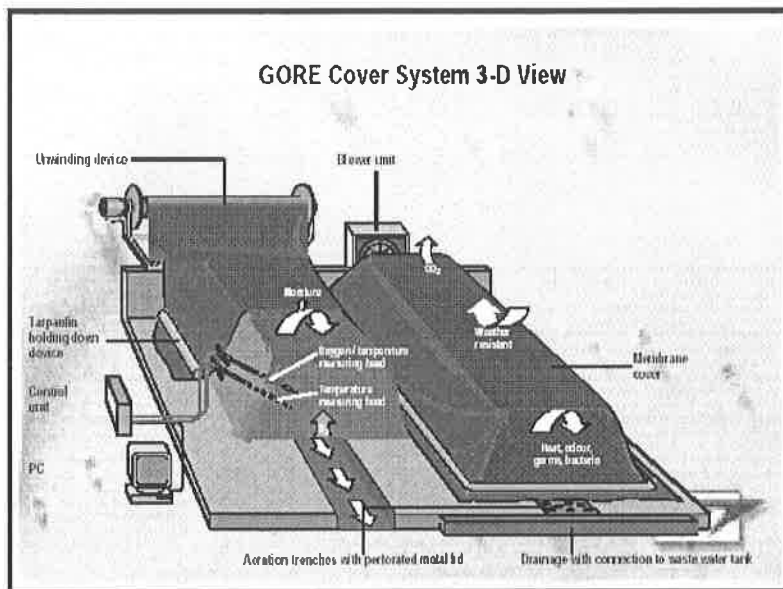 GORE Cover System 3-D View
Unwinding device
Blower unit
CO₂
Moisture
Weather
resistant
Tarpaulin
holding down
device
Oxygen/temperature
measuring head
Membrane
cover
Temperature
measuring head
Control
unit
Heat, odour,
germs, bacteria
PC
Aeration trenches with perforated metal lid
Drainage with connection to waste water tank